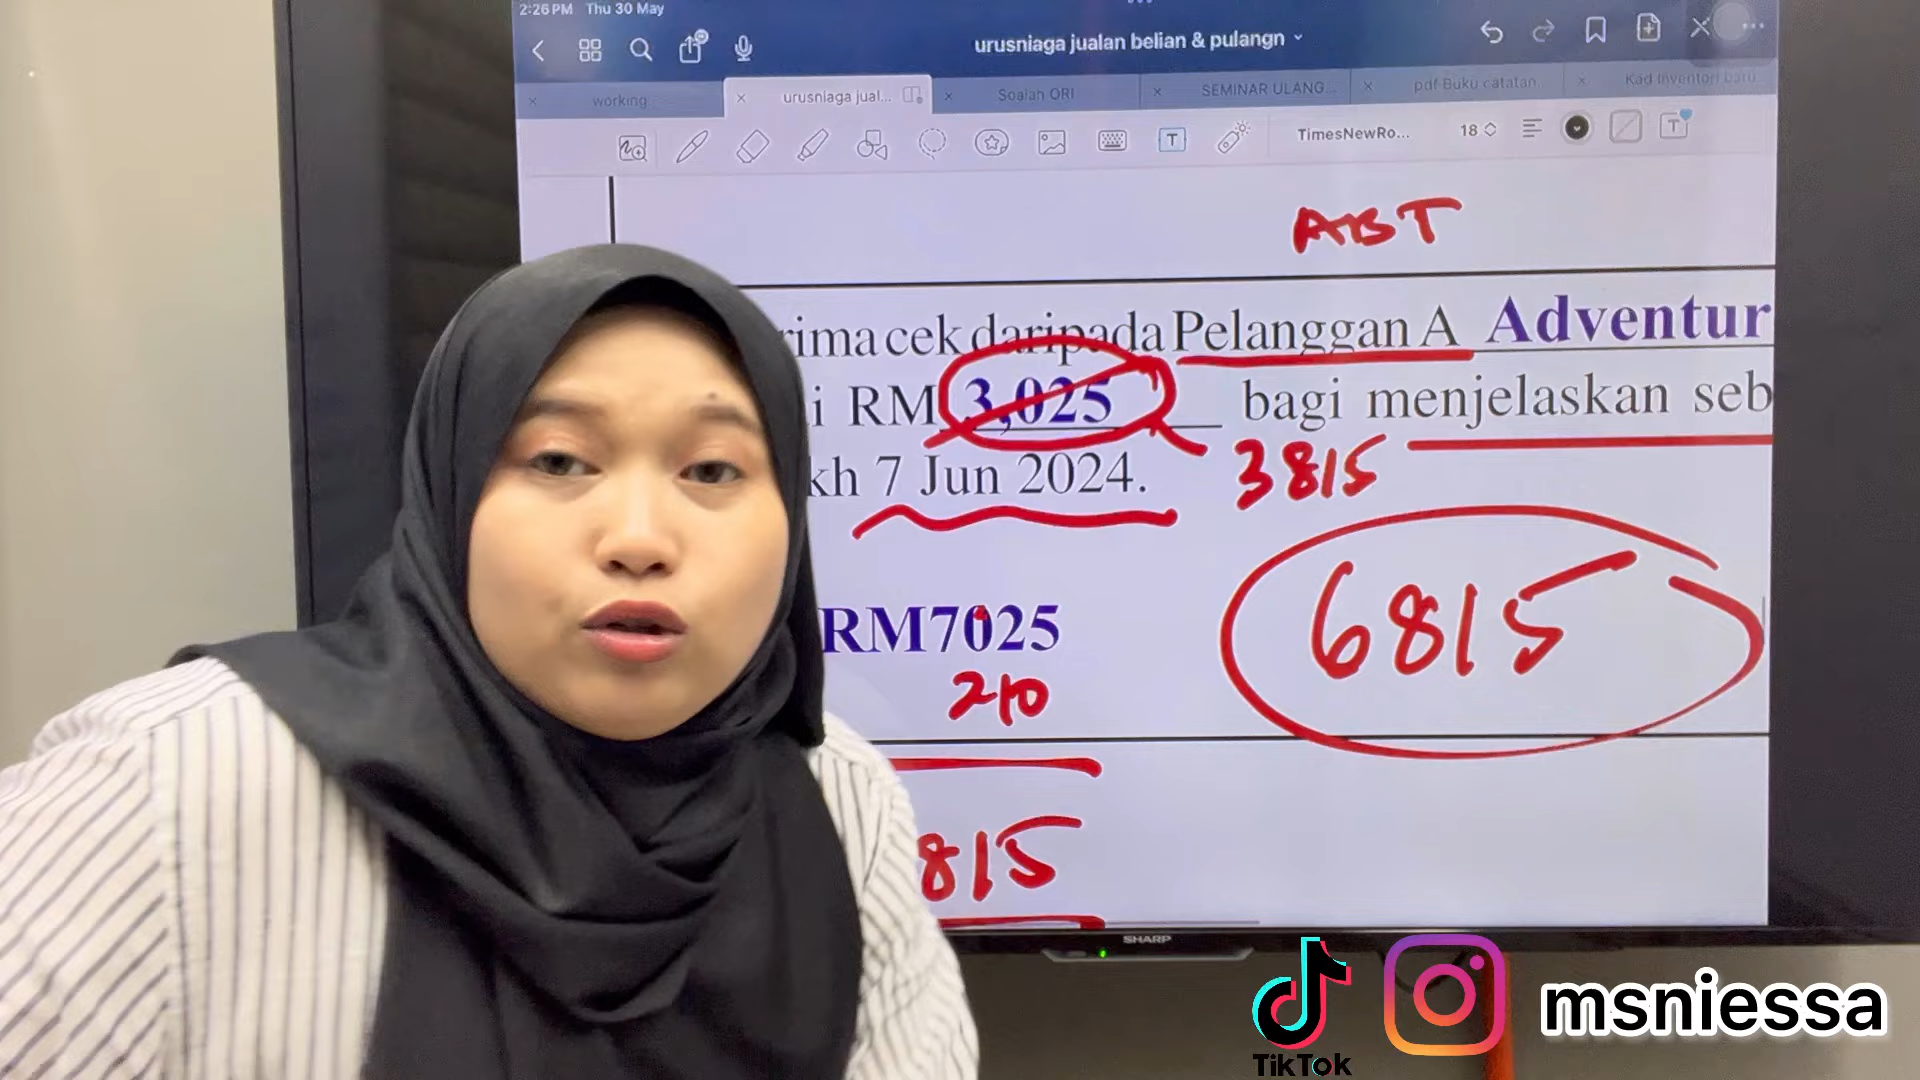 2:26 PM Thu 30 May
urusniaga jualan belian & pulangn
working
urusniaga jual...
Soalan ORI
SEMINAR ULANG...
pdf Buku catatan
Kad Inventori baru
TimesNewRo...
18
ABT
rima cek daripada Pelanggan A Adventur
i RM 3,025 bagi menjelaskan seb
kh 7 Jun 2024.
3815
6815
RM7025
210
815
SHARP
TikTok
msniessa